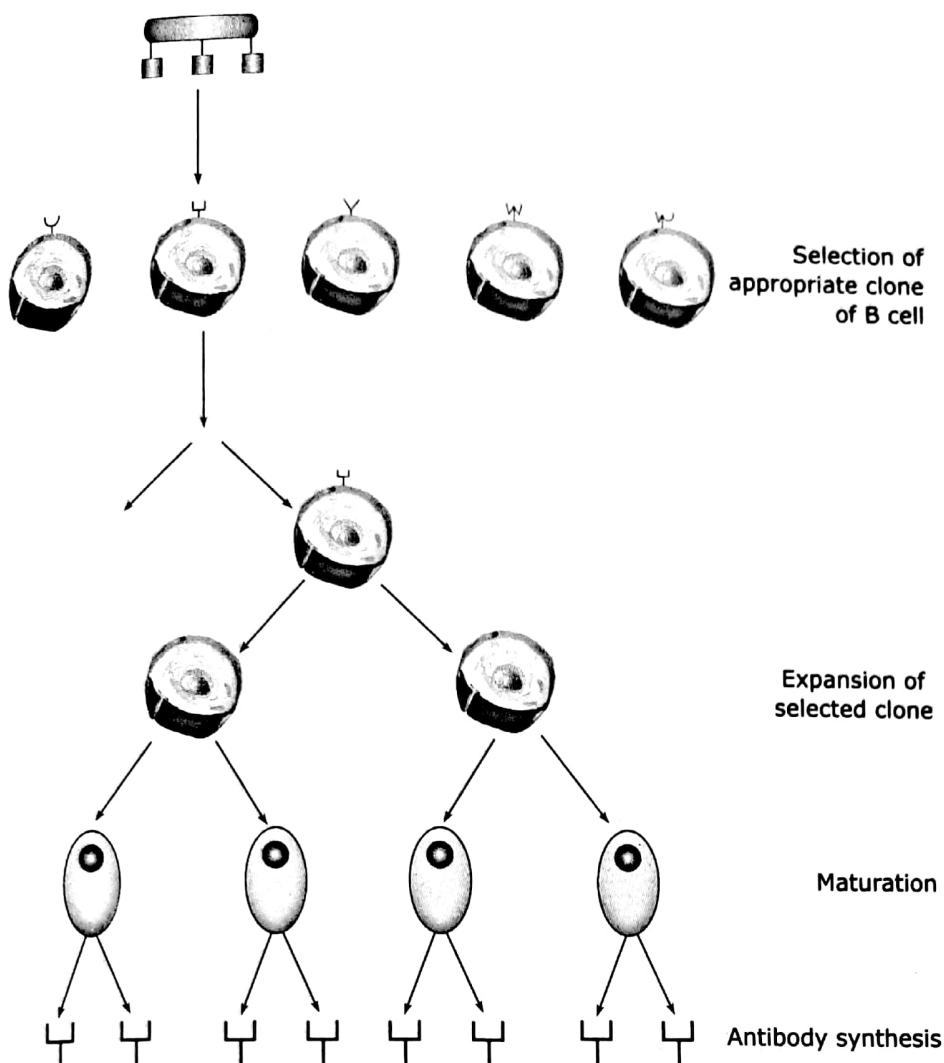 Selection of
appropriate clone
of B cell
Expansion of
selected clone
Maturation
Antibody synthesis